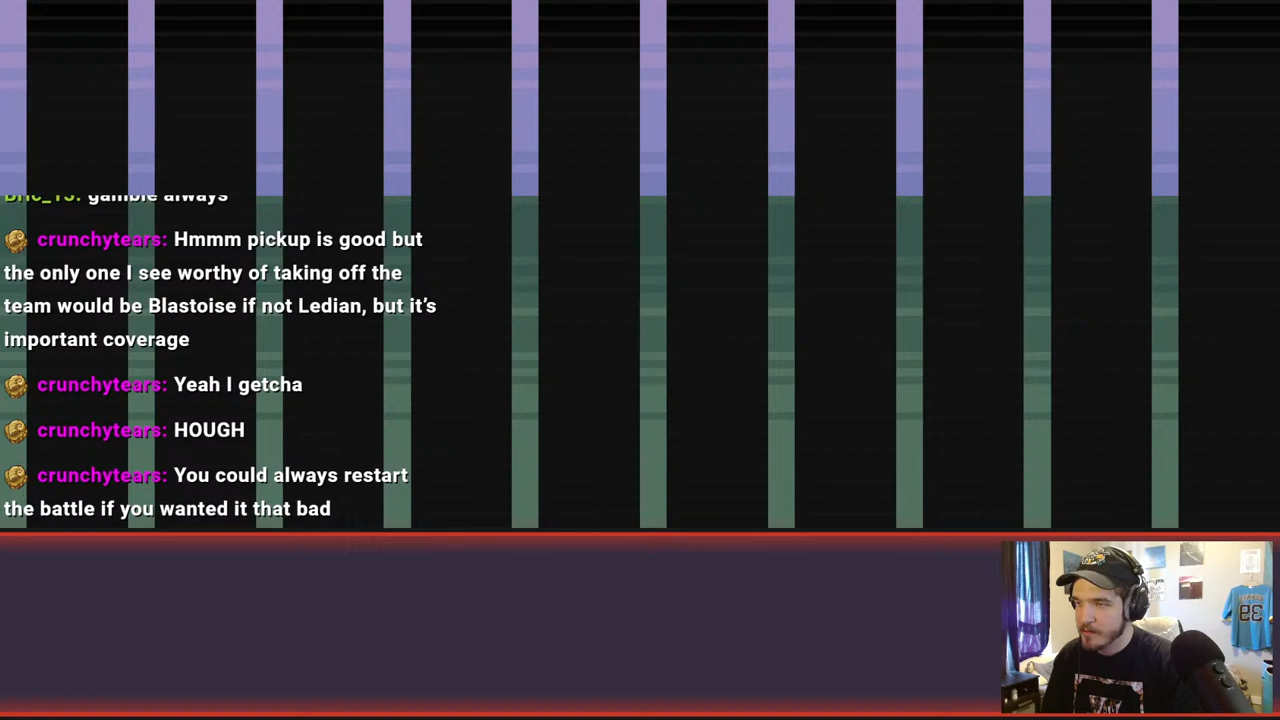 gamble always
crunchytears: Hmmm pickup is good but
the only one I see worthy of taking off the
team would be Blastoise if not Ledian, but it's
important coverage
crunchytears: Yeah I getcha
crunchytears: HOUGH
crunchytears: You could always restart
the battle if you wanted it that bad
23